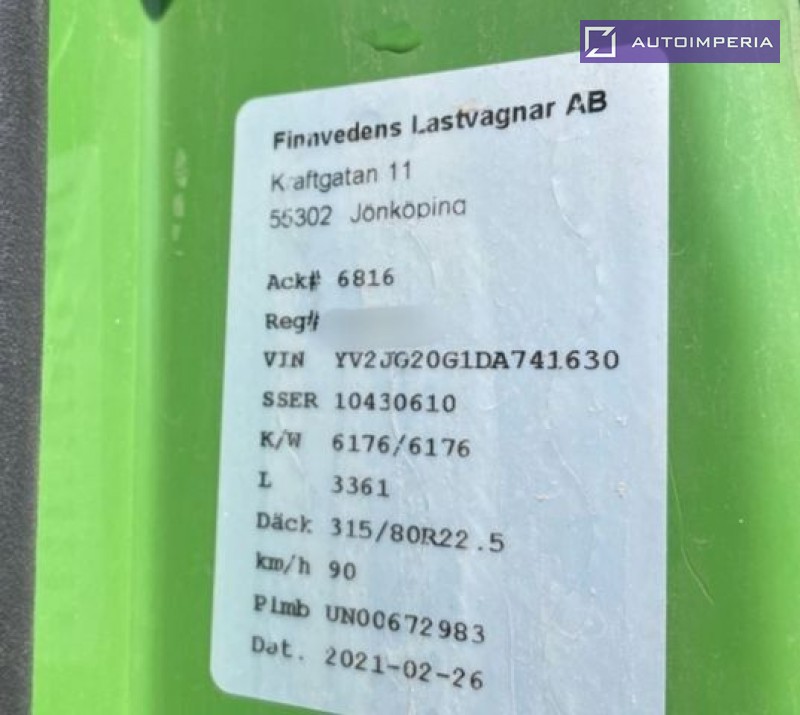 AUTOIMPERIA
Finnvedens Lastvagnar AB
Kraftgatan 11
55302 Jönköping
Ack# 6816
Reg#
VIN YV2JG20G1DA741630
SSER 10430610
K/W 6176/6176
L 3361
Däck 315/80R22.5
km/h 90
Plmb UN00672983
Dat. 2021-02-26